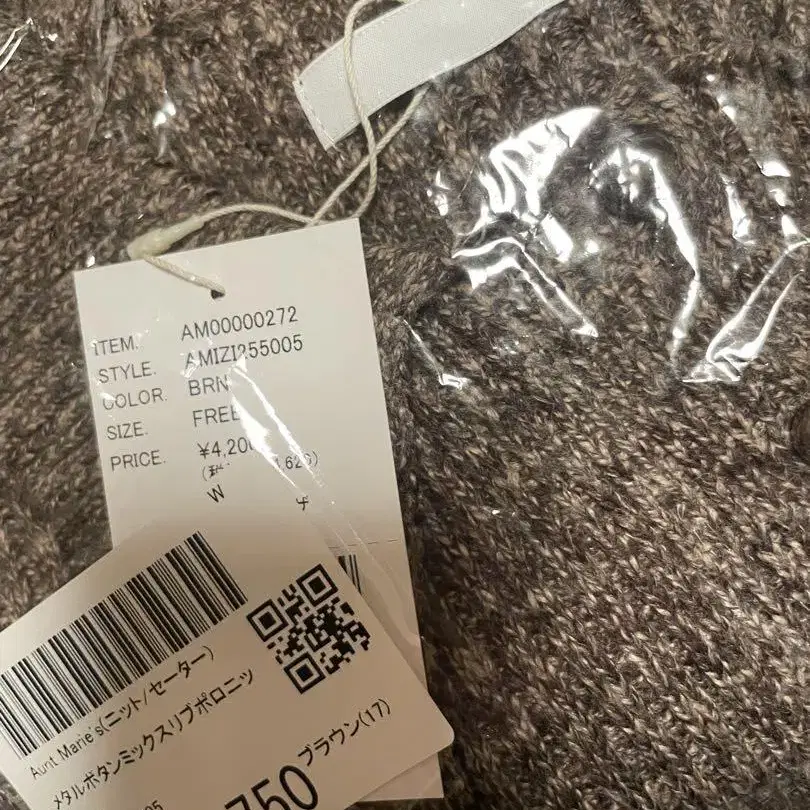 ITEM. AM00000272
STYLE. AMIZI255005
COLOR. BRN
SIZE. FREE
PRICE. ¥4,20
W
Aunt Marie's(ニット/セーター)
メタルボタンミックスリブポロニッ
ブラウン(17)
750